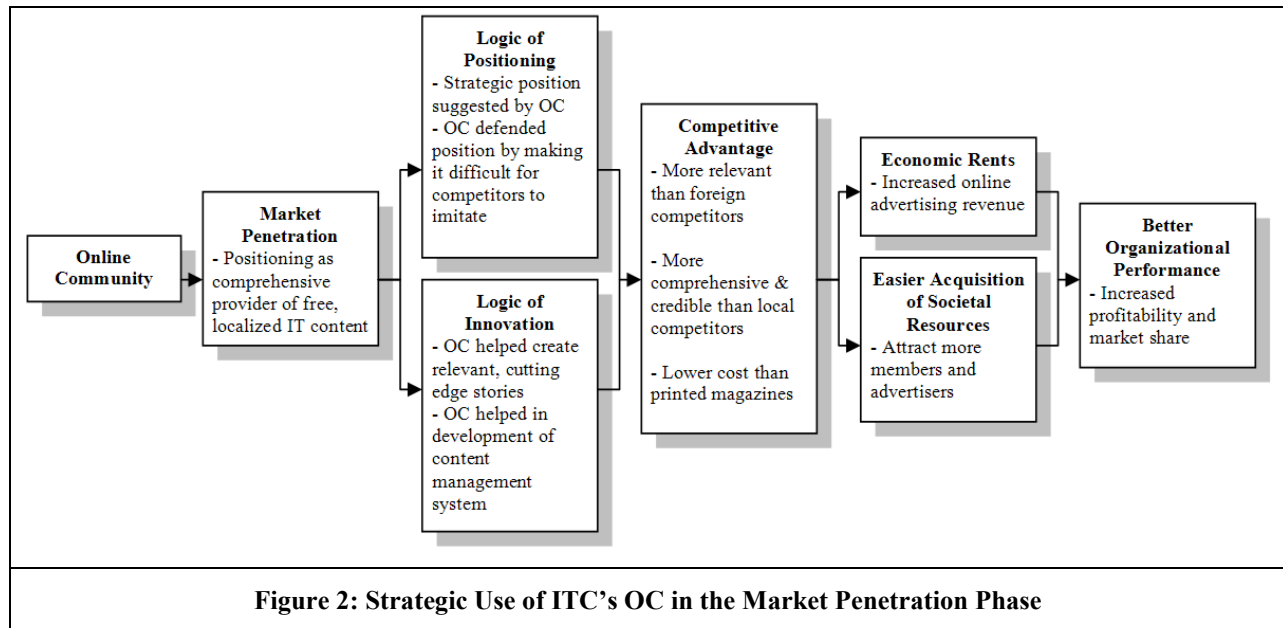 Online
Community
Market
Penetration
- Positioning as
comprehensive
provider of free,
localized IT content
Logic of
Positioning
- Strategic position
suggested by OC
- OC defended
position by making
it difficult for
competitors to
imitate
Logic of
Innovation
- OC helped create
relevant, cutting
edge stories
- OC helped in
development of
content
management
system
Competitive
Advantage
- More relevant
than foreign
competitors
- More
comprehensive &
credible than local
competitors
- Lower cost than
printed magazines
Economic Rents
- Increased online
advertising revenue
Easier Acquisition
of Societal
Resources
- Attract more
members and
advertisers
Better
Organizational
Performance
- Increased
profitability and
market share
Figure 2: Strategic Use of ITC's OC in the Market Penetration Phase